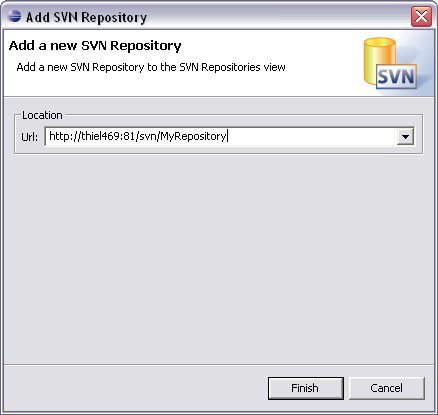 Add SVN Repository
Add a new SVN Repository
Add a new SVN Repository to the SVN Repositories view
SVN
Location
Url: http://thiel469:81/svn/MyRepository
Finish Cancel